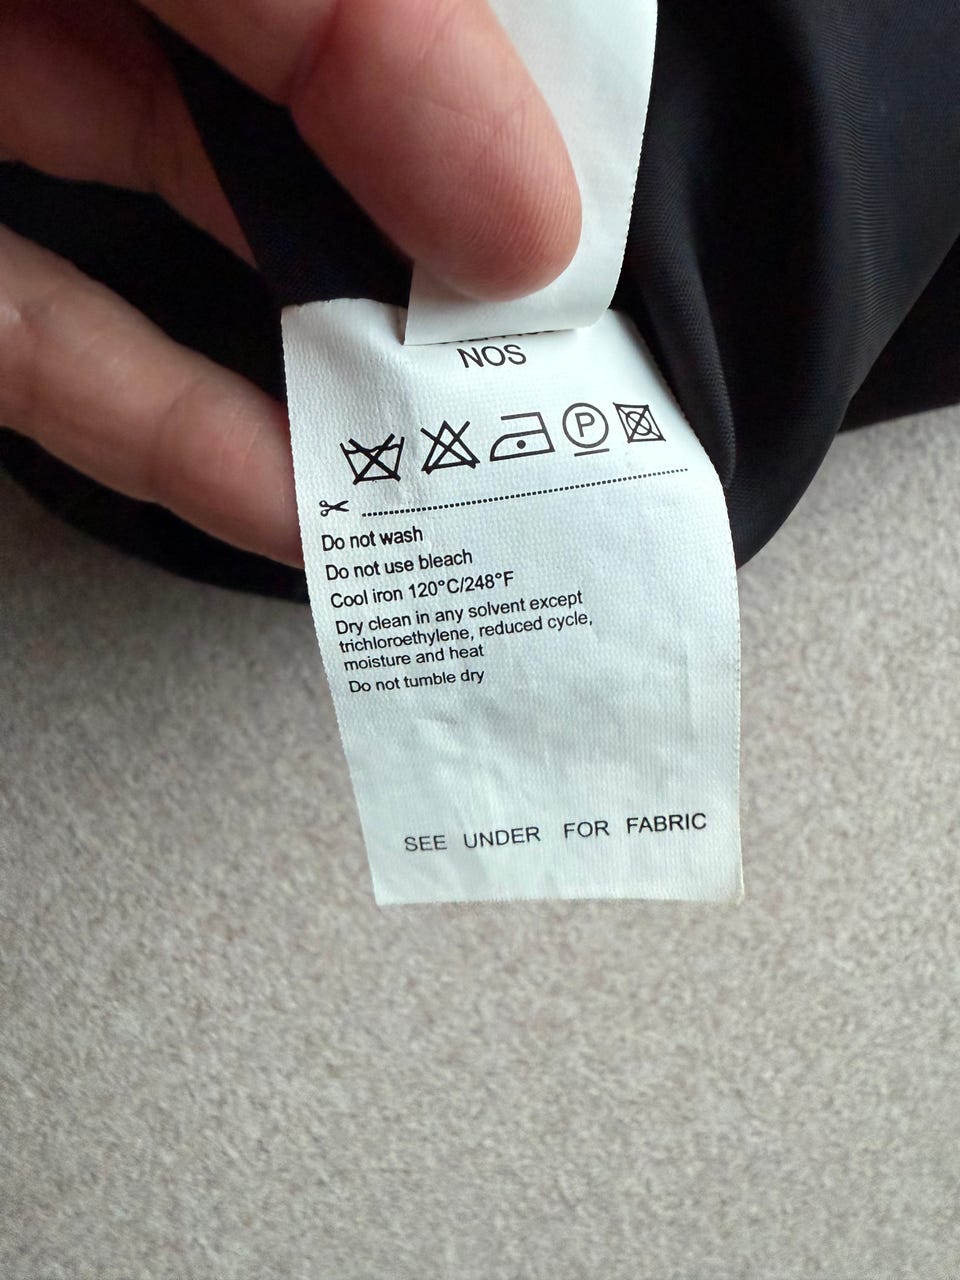 NOS
P
Do not wash
Do not use bleach
Cool iron 120°C/248°F
Dry clean in any solvent except
trichloroethylene, reduced cycle,
moisture and heat
Do not tumble dry
SEE UNDER FOR FABRIC